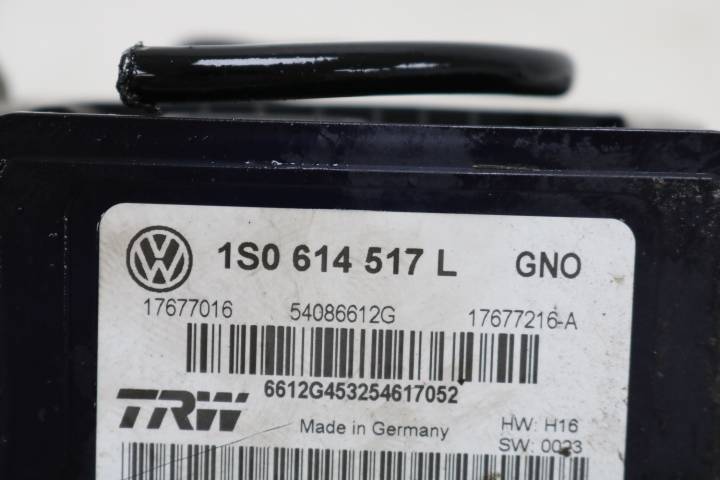 1S0 614 517 L GNO
17677016 54086612G 17677216-A
6612G453254617052
TRW Made in Germany HW: H16
SW: 0023